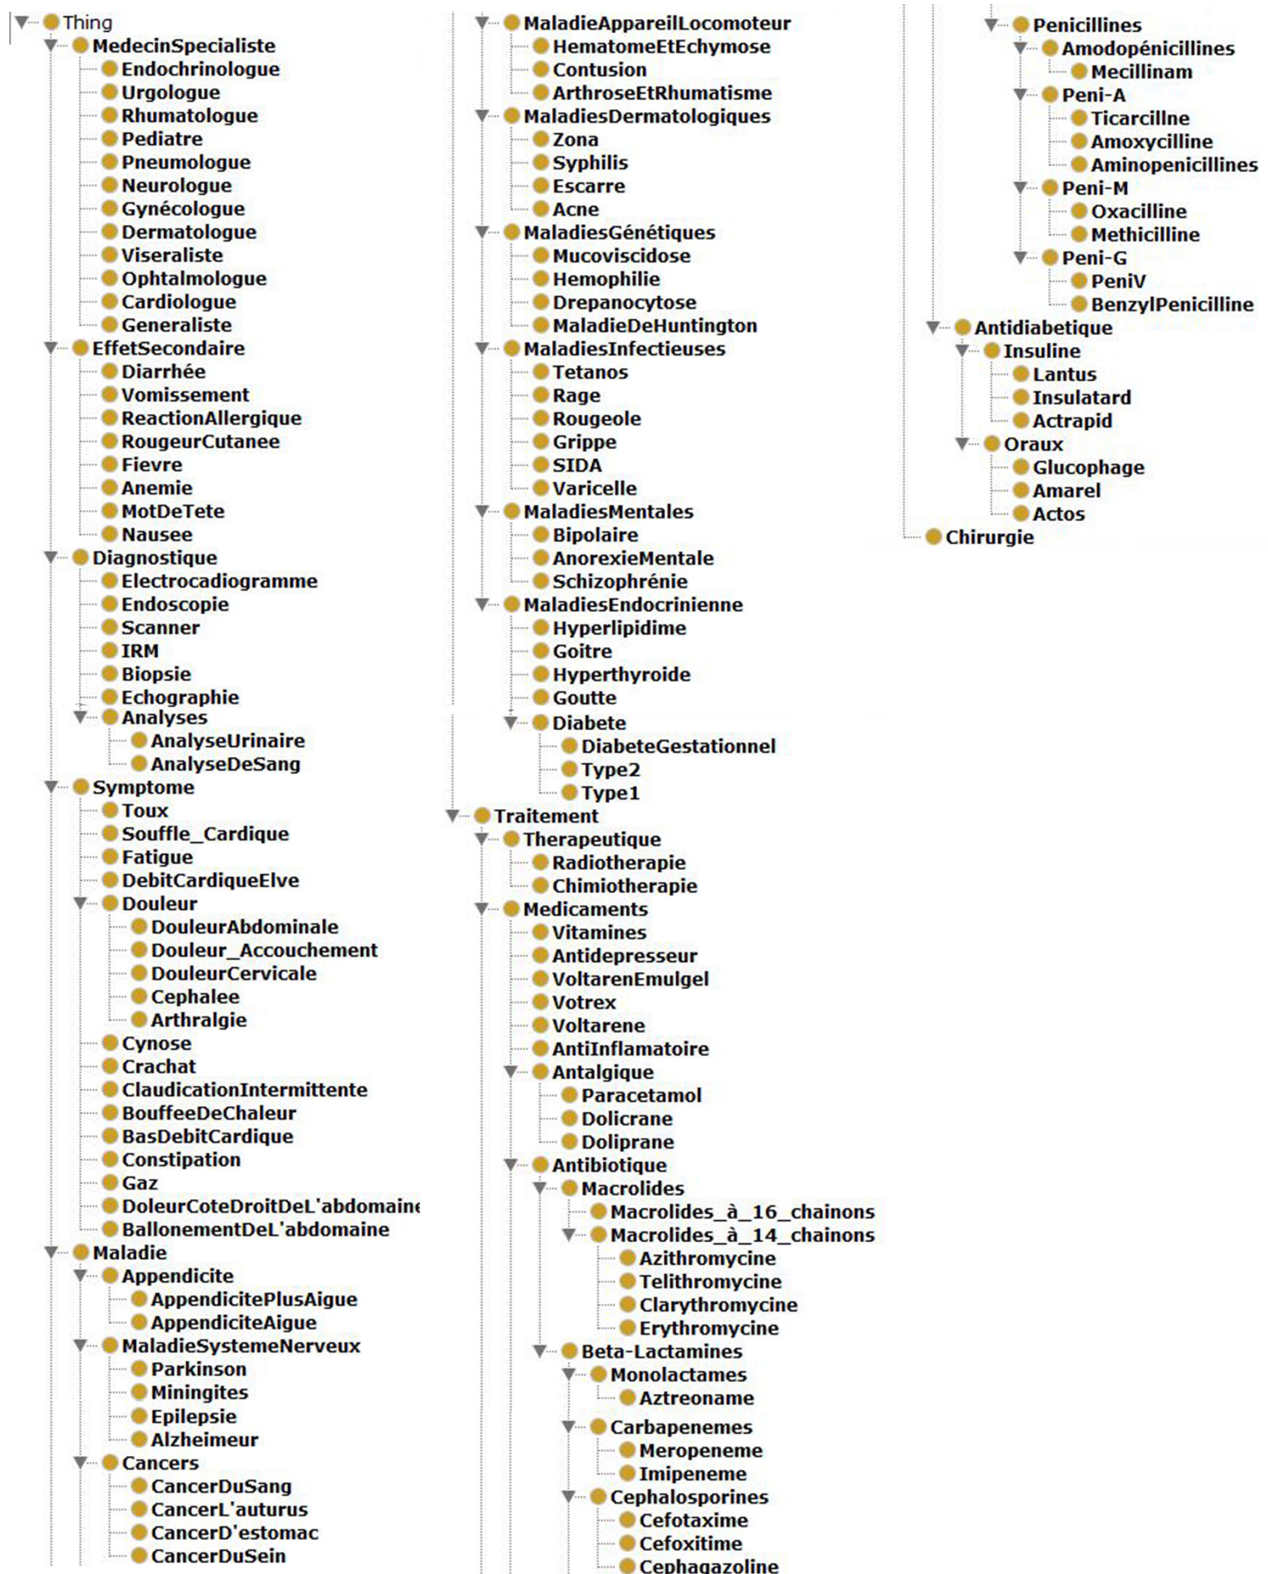 Thing
MedecinSpecialiste
Endochrinologue
Urgologue
Rhumatologue
Pediatre
Pneumologue
Neurologue
Gynécologue
Dermatologue
Viseraliste
Ophtalmologue
Cardiologue
Generaliste
EffetSecondaire
Diarrhée
Vomissement
ReactionAllergique
RougeurCutanee
Fievre
Anemie
MotDeTete
Nausee
Diagnostique
Electrocadiogramme
Endoscopie
Scanner
IRM
Biopsie
Echographie
Analyses
AnalyseUrinaire
AnalyseDeSang
Symptome
Toux
Souffle_Cardique
Fatigue
DebitCardiqueElve
Douleur
DouleurAbdominale
Douleur_Accouchement
DouleurCervicale
Cephalee
Arthralgie
Cynose
Crachat
ClaudicationIntermittente
BouffeeDeChaleur
BasDebitCardique
Constipation
Gaz
DoleurCoteDroitDeL'abdomaine
BallonementDeL'abdomaine
Maladie
Appendicite
AppendicitePlusAigue
AppendiciteAigue
MaladieSystemeNerveux
Parkinson
Miningites
Epilepsie
Alzheimeur
Cancers
CancerDuSang
CancerL'auturus
CancerD'estomac
CancerDuSein
MaladieAppareilLocomoteur
HematomeEtEchymose
Contusion
ArthroseEtRhumatisme
MaladiesDermatologiques
Zona
Syphilis
Escarre
Acne
MaladiesGénétiques
Mucoviscidose
Hemophilie
Drepanocytose
MaladieDeHuntington
MaladiesInfectieuses
Tetanos
Rage
Rougeole
Grippe
SIDA
Varicelle
MaladiesMentales
Bipolaire
AnorexieMentale
Schizophrénie
MaladiesEndocrinienne
Hyperlipidime
Goitre
Hyperthyroide
Goutte
Diabete
DiabeteGestationnel
Type2
Type1
Traitement
Therapeutique
Radiotherapie
Chimiotherapie
Medicaments
Vitamines
Antidepresseur
VoltarenEmulgel
Votrex
Voltarene
AntiInflamatoire
Antalgique
Paracetamol
Dolicrane
Doliprane
Antibiotique
Macrolides
Macrolides_à_16_chainons
Macrolides_à_14_chainons
Azithromycine
Telithromycine
Clarythromycine
Erythromycine
Beta-Lactamines
Monolactames
Aztreoname
Carbapenemes
Meropeneme
Imipeneme
Cephalosporines
Cefotaxime
Cefoxitime
Cephagazoline
Penicillines
Amodopénicillines
Mecillinam
Peni-A
Ticarcillne
Amoxycilline
Aminopenicillines
Peni-M
Oxacilline
Methicilline
Peni-G
PeniV
BenzylPenicilline
Antidiabetique
Insuline
Lantus
Insulatard
Actrapid
Oraux
Glucophage
Amarel
Actos
Chirurgie